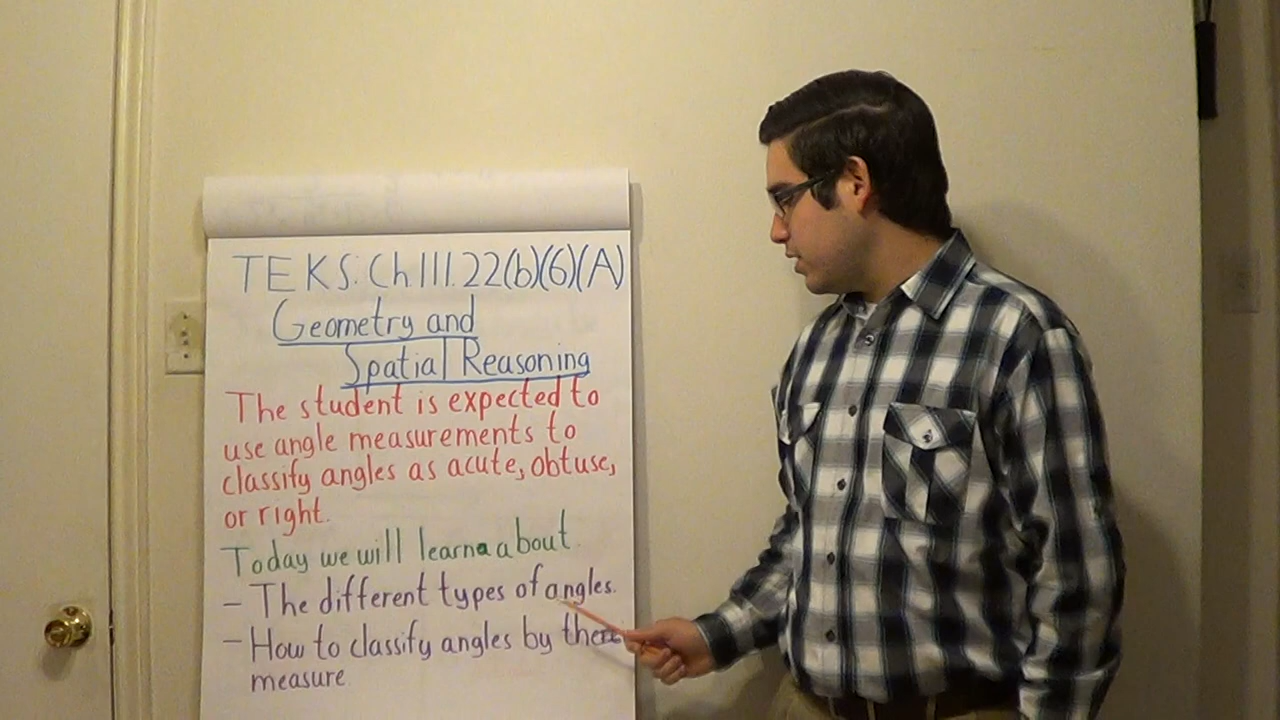 TEKS: Ch.111.22(b)(6)(A)
Geometry and
Spatial Reasoning
The student is expected to
use angle measurements to
classify angles as acute, obtuse,
or right.
Today we will learn about
- The different types of angles.
- How to classify angles by there
measure.